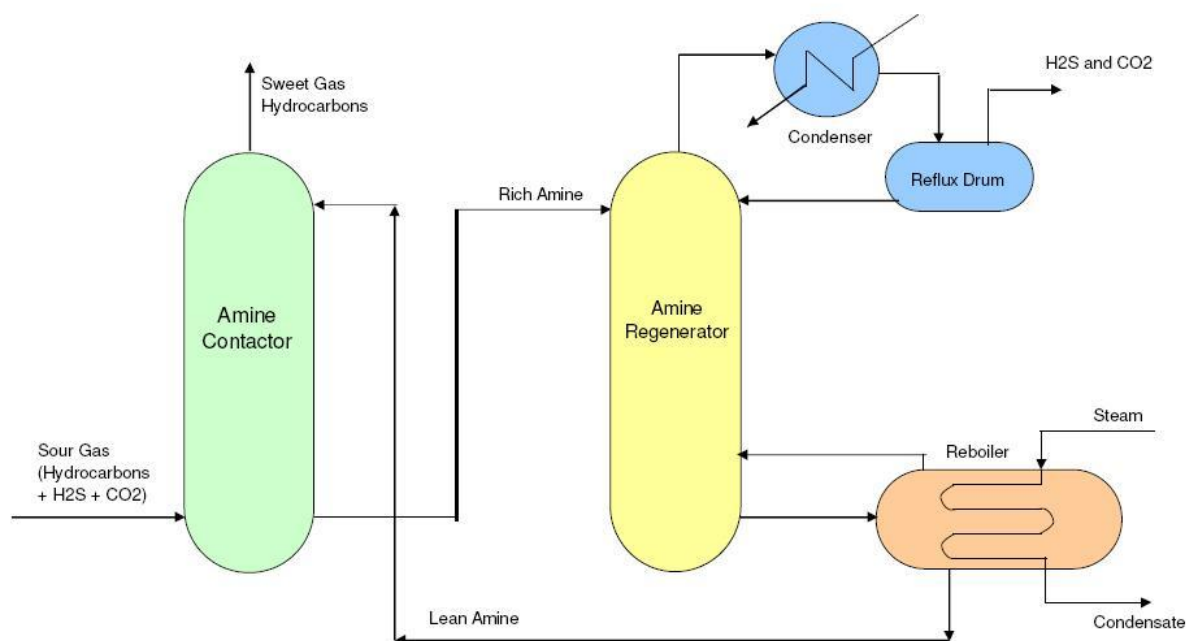 Sweet Gas
Hydrocarbons
H2S and CO2
Condenser
Reflux Drum
Rich Amine
Amine
Contactor
Amine
Regenerator
Sour Gas
(Hydrocarbons
+ H2S + CO2)
Steam
Reboiler
Lean Amine
Condensate